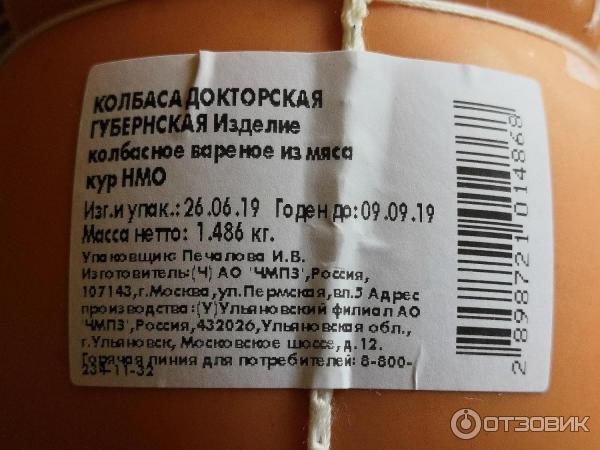 КОЛБАСА ДОКТОРСКАЯ
ГУБЕРНСКАЯ Изделие
колбасное вареное из мяса
кур НМО
Изг.и упак.: 26.06.19 Годен до: 09.09.19
Масса нетто: 1.486 кг.
Упаковщик: Печалова И.В.
Изготовитель:(Ч) АО 'ЧМПЗ',Россия,
107143,г.Москва,ул.Пермская,вл.5 Адрес
производства:(У)Ульяновский филиал АО
'ЧМПЗ',Россия,432026,Ульяновская обл.,
г.Ульяновск, Московское шоссе,д.12.
Горячая линия для потребителей: 8-800-
234-11-32
2 898721 014868
ОТЗОВИК